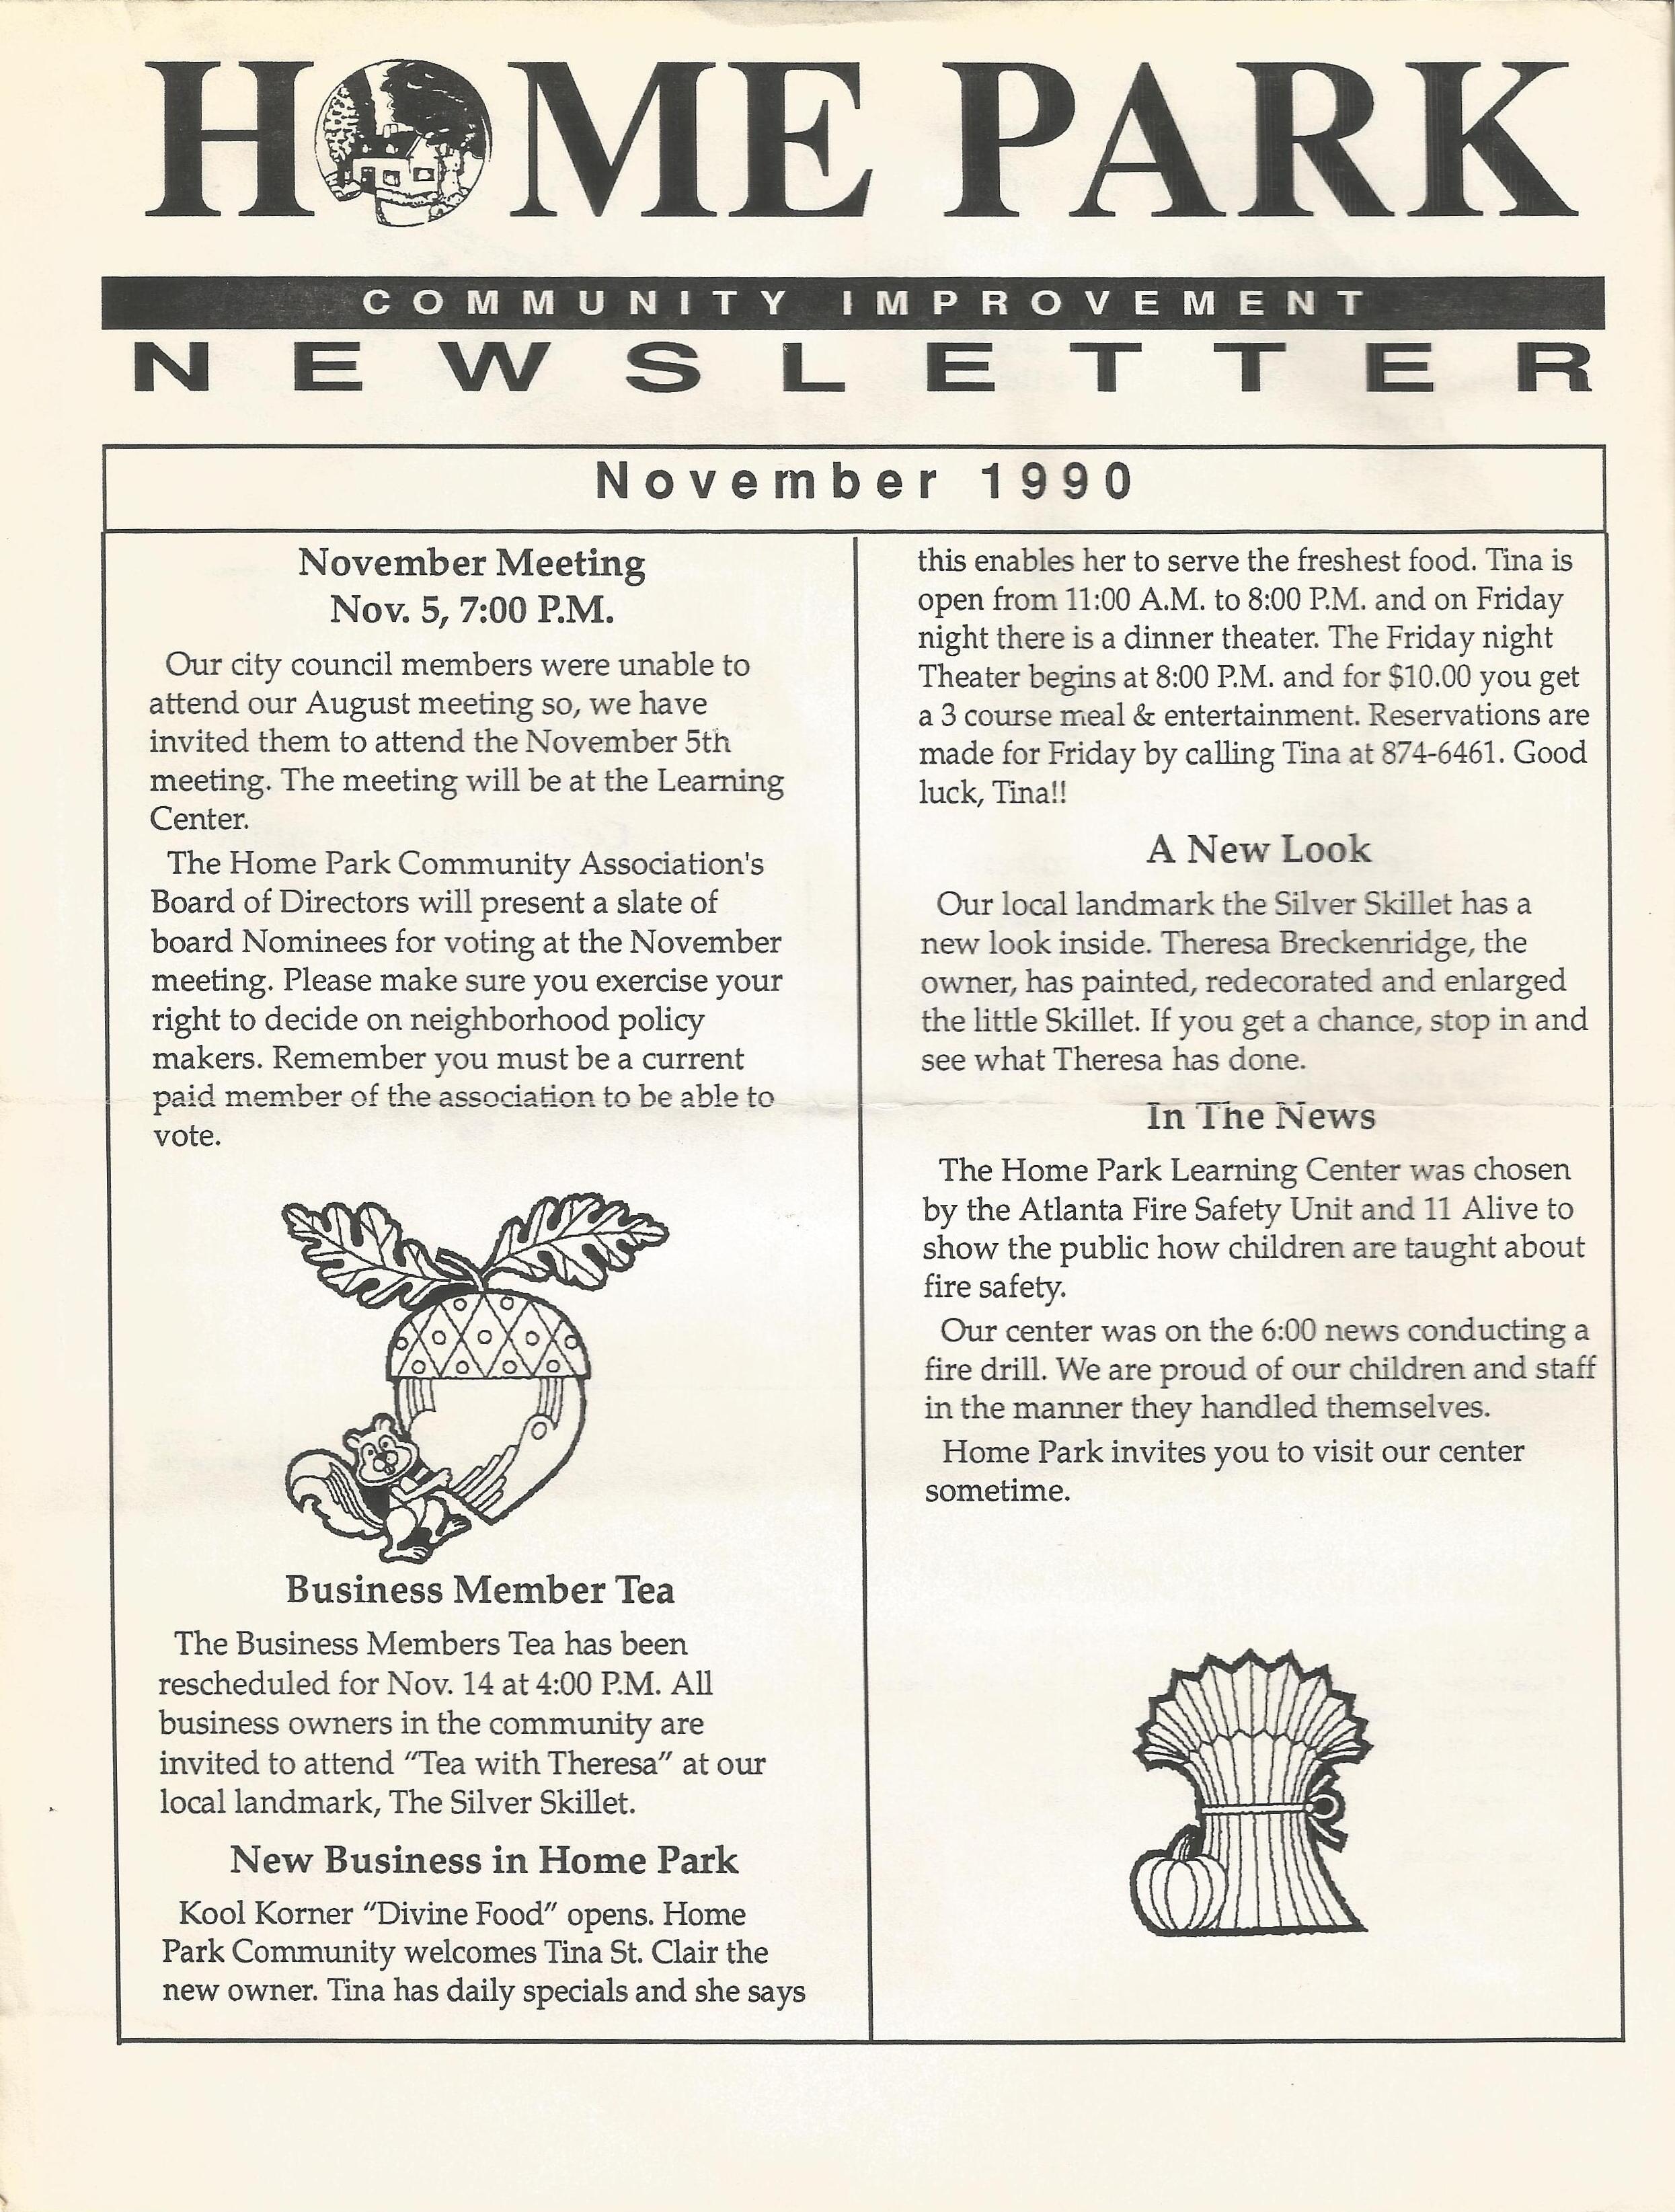 HOME PARK
COMMUNITY IMPROVEMENT
NEWSLETTER
November 1990
November Meeting
Nov. 5, 7:00 P.M.
Our city council members were unable to
attend our August meeting so, we have
invited them to attend the November 5th
meeting. The meeting will be at the Learning
Center.
The Home Park Community Association's
Board of Directors will present a slate of
board Nominees for voting at the November
meeting. Please make sure you exercise your
right to decide on neighborhood policy
makers. Remember you must be a current
paid member of the association to be able to
vote.
Business Member Tea
The Business Members Tea has been
rescheduled for Nov. 14 at 4:00 P.M. All
business owners in the community are
invited to attend “Tea with Theresa” at our
local landmark, The Silver Skillet.
New Business in Home Park
Kool Korner “Divine Food” opens. Home
Park Community welcomes Tina St. Clair the
new owner. Tina has daily specials and she says
this enables her to serve the freshest food. Tina is
open from 11:00 A.M. to 8:00 P.M. and on Friday
night there is a dinner theater. The Friday night
Theater begins at 8:00 P.M. and for $10.00 you get
a 3 course meal & entertainment. Reservations are
made for Friday by calling Tina at 874-6461. Good
luck, Tina!!
A New Look
Our local landmark the Silver Skillet has a
new look inside. Theresa Breckenridge, the
owner, has painted, redecorated and enlarged
the little Skillet. If you get a chance, stop in and
see what Theresa has done.
In The News
The Home Park Learning Center was chosen
by the Atlanta Fire Safety Unit and 11 Alive to
show the public how children are taught about
fire safety.
Our center was on the 6:00 news conducting a
fire drill. We are proud of our children and staff
in the manner they handled themselves.
Home Park invites you to visit our center
sometime.